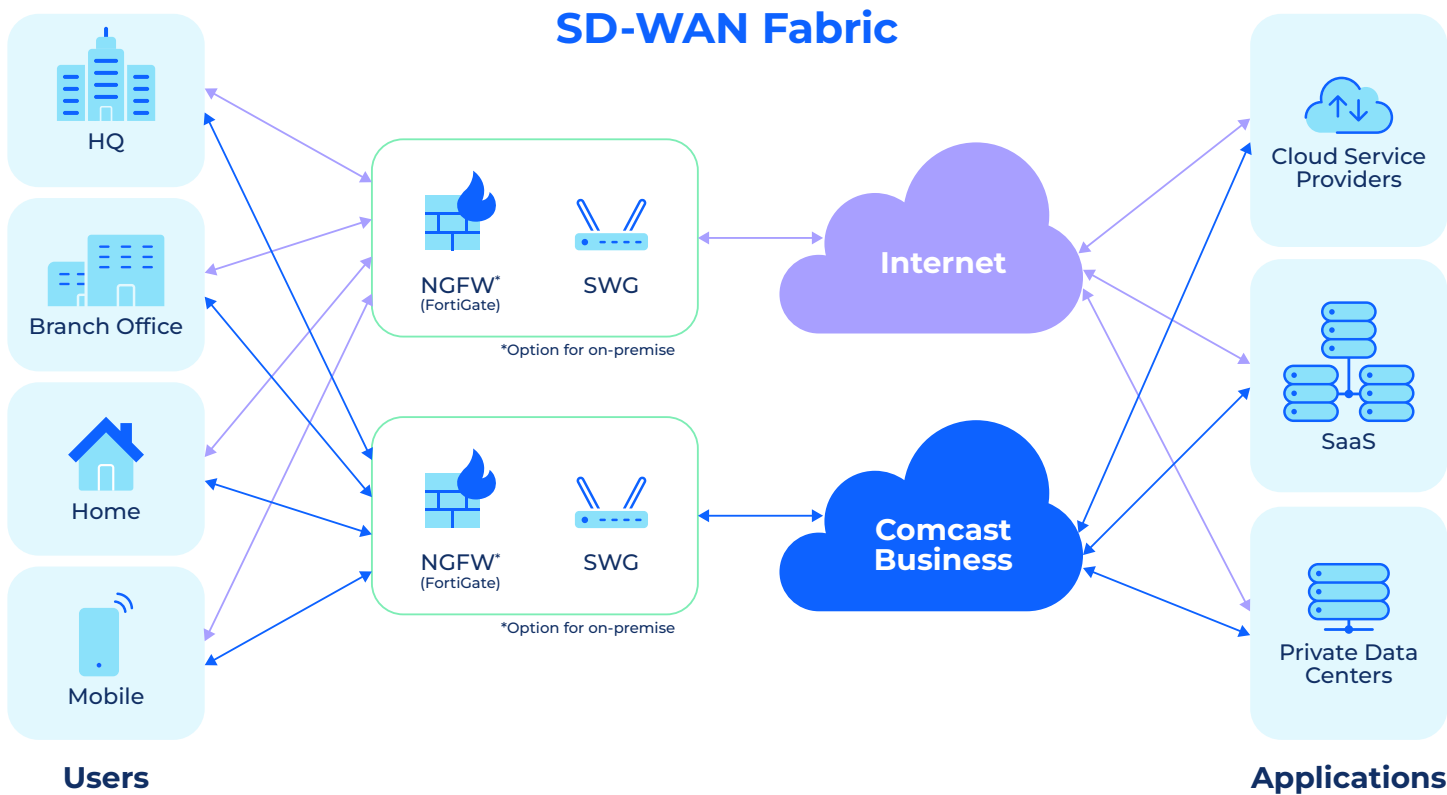 SD-WAN Fabric
HQ
Branch Office
Home
Mobile
Users
NGFW*
(FortiGate)
SWG
*Option for on-premise
NGFW*
(FortiGate)
SWG
*Option for on-premise
Internet
Comcast
Business
Cloud Service
Providers
SaaS
Private Data
Centers
Applications